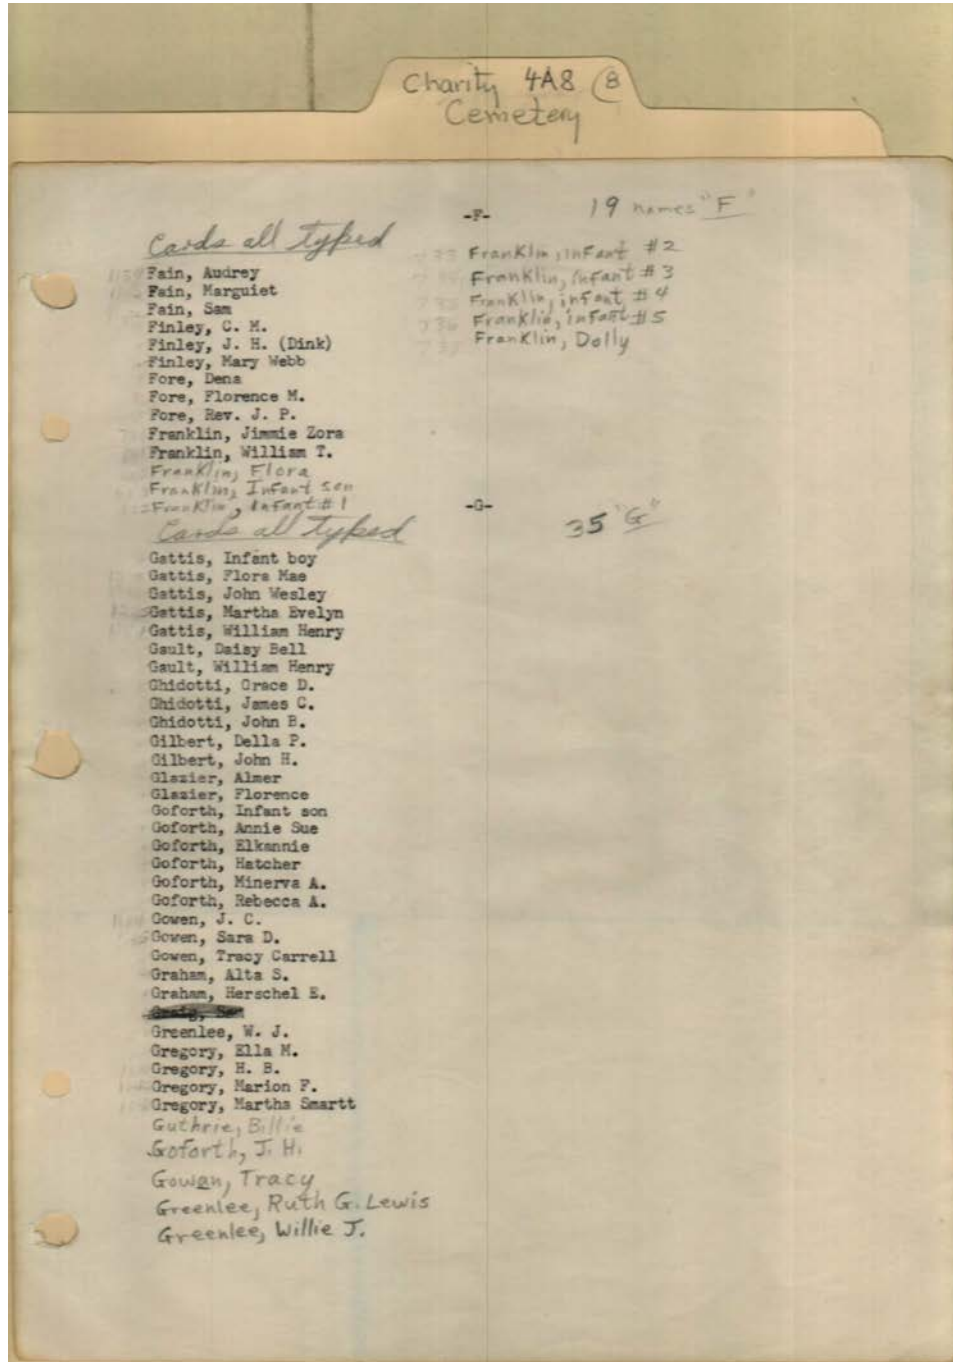 Charity 4A8 (8
Cemetery
-F-
19 names "F"
Cards all typed
Fain, Audrey
Fain, Marguiet
Fain, Sam
Finley, C. M.
Finley, J. H. (Dink)
Finley, Mary Webb
Fore, Dena
Fore, Florence M.
Fore, Rev. J. P.
Franklin, Jimmie Zora
Franklin, William T.
Franklin, Flora
Franklin, Infant son
Franklin, infant #1
Franklin, infant #2
Franklin, infant #3
Franklin, infant #4
Franklin, infant #5
Franklin, Dolly
-G-
35 "G"
Cards all typed
Gattis, Infant boy
Gattis, Flora Mae
Gattis, John Wesley
Gattis, Martha Evelyn
Gattis, William Henry
Gault, Daisy Bell
Gault, William Henry
Ghidotti, Grace D.
Ghidotti, James C.
Ghidotti, John B.
Gilbert, Della P.
Gilbert, John H.
Glazier, Almer
Glazier, Florence
Goforth, Infant son
Goforth, Annie Sue
Goforth, Elkannie
Goforth, Hatcher
Goforth, Minerva A.
Goforth, Rebecca A.
Gowen, J. C.
Gowen, Sara D.
Gowen, Tracy Carrell
Graham, Alta S.
Graham, Herschel E.
Greenlee, W. J.
Gregory, Ella M.
Gregory, H. B.
Gregory, Marion F.
Gregory, Martha Smartt
Guthrie, Billie
Goforth, J. H.
Gowan, Tracy
Greenlee, Ruth G. Lewis
Greenlee, Willie J.